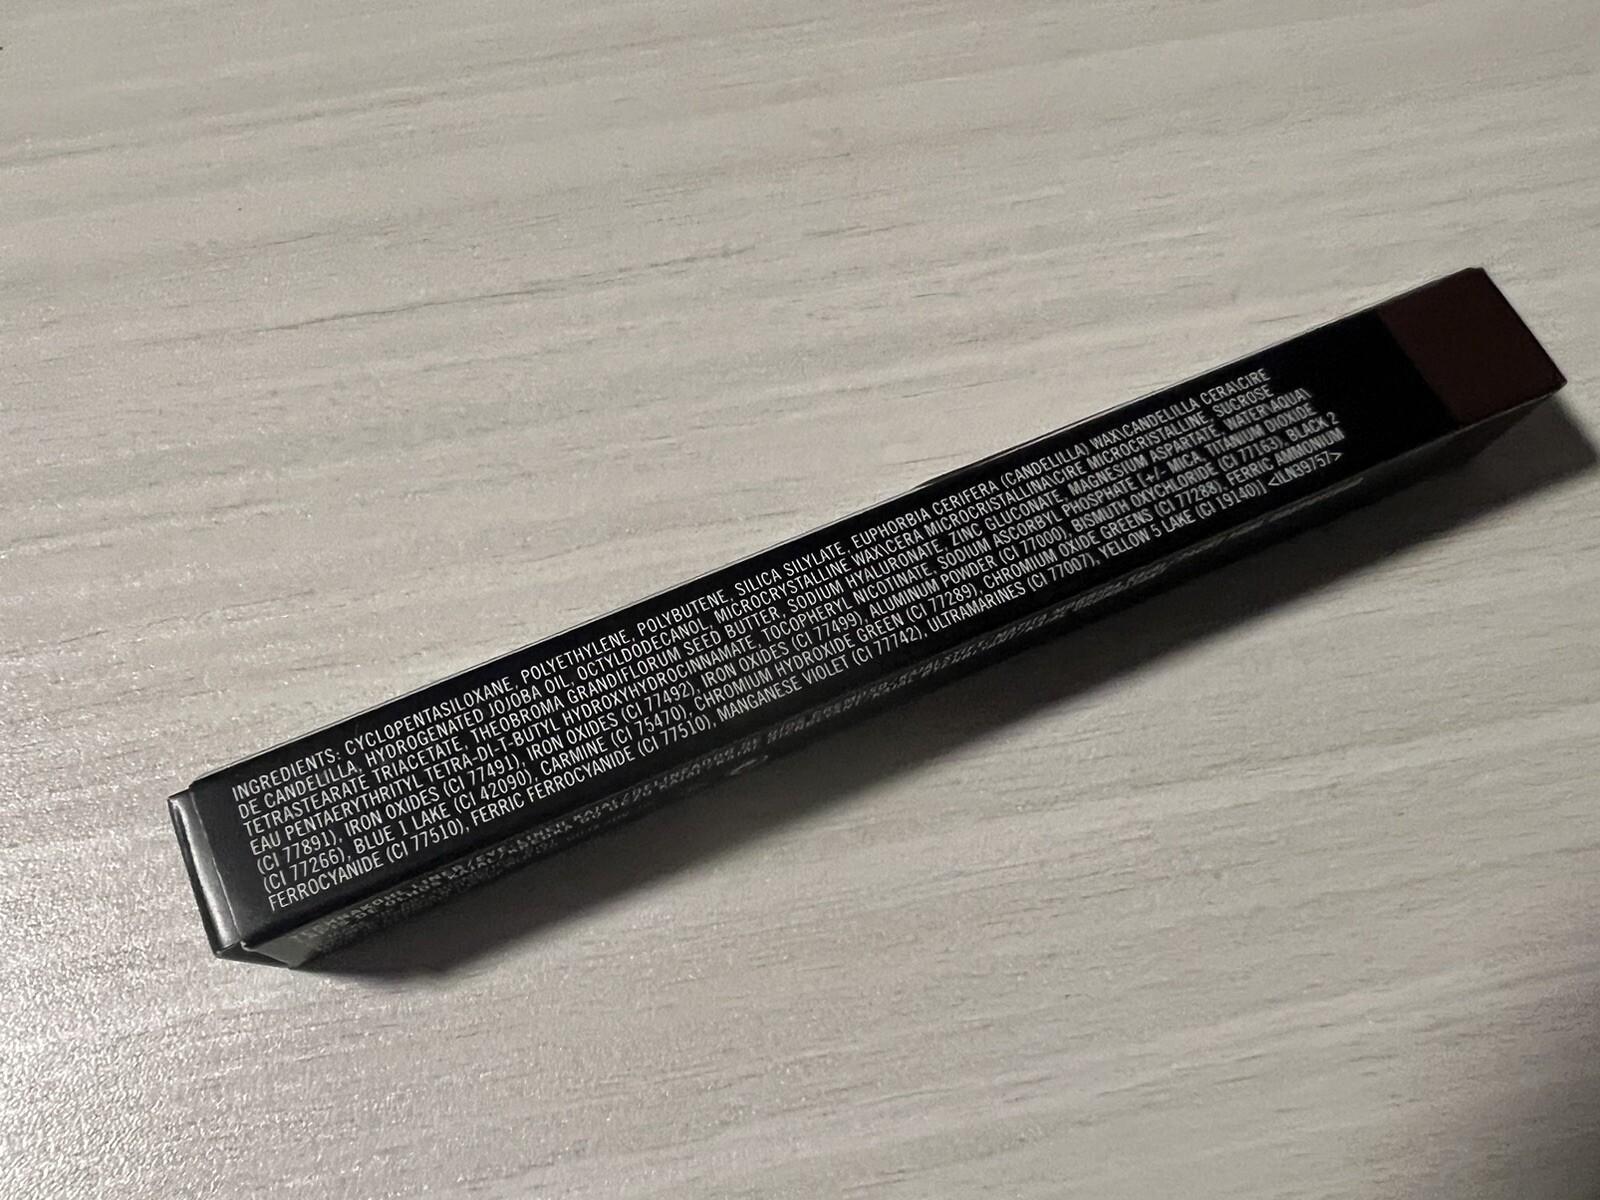 INGREDIENTS: CYCLOPENTASILOXANE, POLYETHYLENE, POLYBUTENE, SILICA SILYLATE, EUPHORBIA CERIFERA (CANDELILLA) WAX\CANDELILLA CERA\CIRE
DE CANDELILLA, HYDROGENATED JOJOBA OIL, OCTYLDODECANOL, MICROCRYSTALLINE WAX\CERA MICROCRISTALLINA\CIRE MICROCRISTALLINE, SUCROSE
TETRASTEARATE TRIACETATE, THEOBROMA GRANDIFLORUM SEED BUTTER, SODIUM HYALURONATE, ZINC GLUCONATE, MAGNESIUM ASPARTATE, WATER\AQUA\
EAU PENTAERYTHRITYL TETRA-DI-T-BUTYL HYDROXYHYDROCINNAMATE, TOCOPHERYL NICOTINATE, SODIUM ASCORBYL PHOSPHATE [+/- MICA, TITANIUM DIOXIDE
(CI 77891), IRON OXIDES (CI 77491), IRON OXIDES (CI 77492), IRON OXIDES (CI 77499), ALUMINUM POWDER (CI 77000), BISMUTH OXYCHLORIDE (CI 77163), BLACK 2
(CI 77266), BLUE 1 LAKE (CI 42090), CARMINE (CI 75470), CHROMIUM HYDROXIDE GREEN (CI 77289), CHROMIUM OXIDE GREENS (CI 77288), FERRIC AMMONIUM
FERROCYANIDE (CI 77510), FERRIC FERROCYANIDE (CI 77510), MANGANESE VIOLET (CI 77742), ULTRAMARINES (CI 77007), YELLOW 5 LAKE (CI 19140)] <ILN39757>